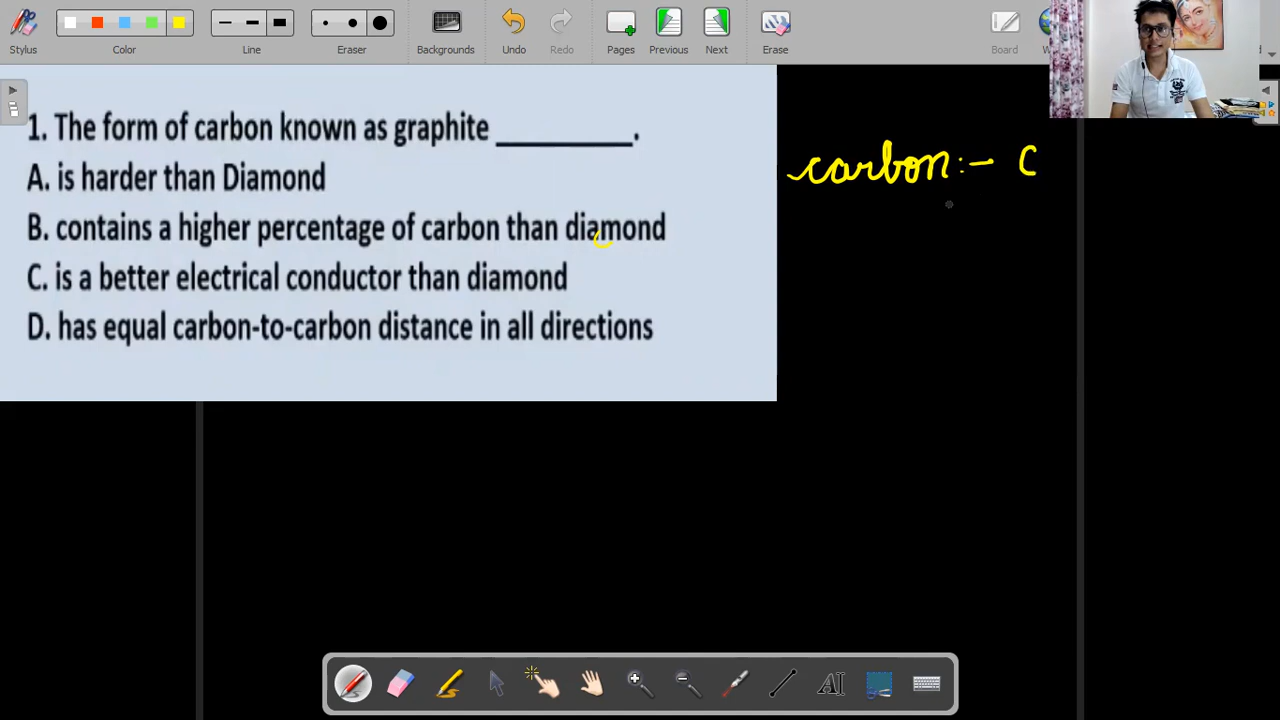 Stylus
Color
Line
Eraser
Backgrounds
Undo
Redo
Pages
Previous
Next
Erase
Board
1. The form of carbon known as graphite __________.
A. is harder than Diamond
B. contains a higher percentage of carbon than diamond
C. is a better electrical conductor than diamond
D. has equal carbon-to-carbon distance in all directions
carbon:- C
AI